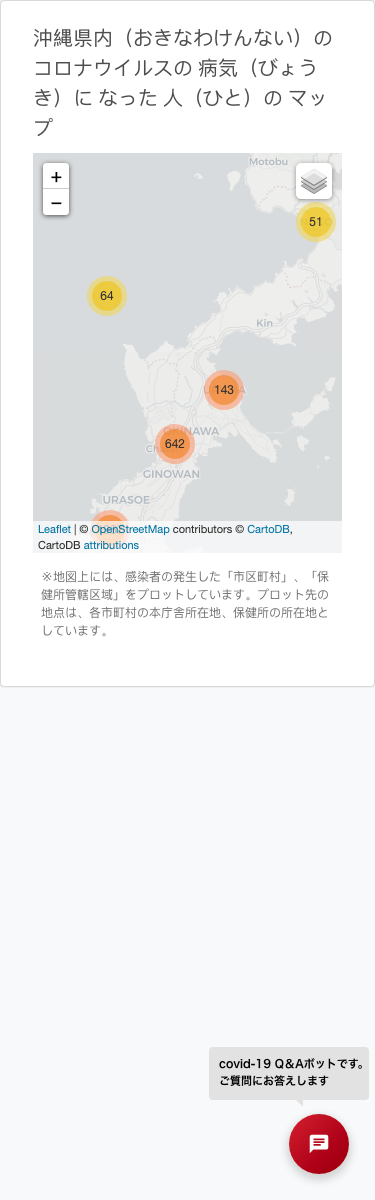 沖縄県内（おきなわけんない）の
コロナウイルスの 病気（びょう
き）に なった 人（ひと）の マッ
プ
Motobu
+
−
51
64
Kin
143
642
GINOWAN
URASOE
Leaflet | © OpenStreetMap contributors © CartoDB,
CartoDB attributions
※地図上には、感染者の発生した「市区町村」、「保
健所管轄区域」をプロットしています。プロット先の
地点は、各市町村の本庁舎所在地、保健所の所在地と
しています。
covid-19 Q&Aボットです。
ご質問にお答えします